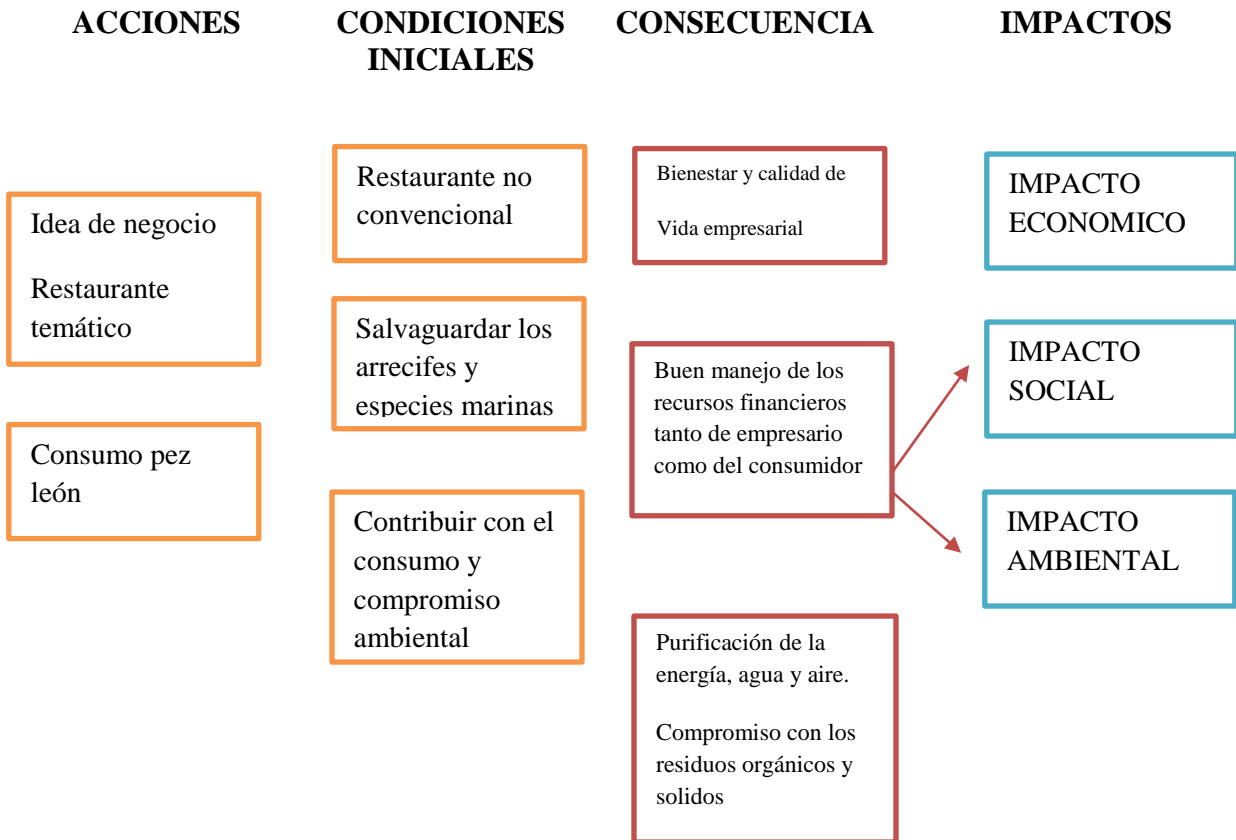 ACCIONES
CONDICIONES
INICIALES
CONSECUENCIA
IMPACTOS
Idea de negocio
Restaurante
temático
Consumo pez
león
Restaurante no
convencional
Salvaguardar los
arrecifes y
especies marinas
Contribuir con el
consumo y
compromiso
ambiental
Bienestar y calidad de
Vida empresarial
Buen manejo de los
recursos financieros
tanto de empresario
como del consumidor
Purificación de la
energía, agua y aire.
Compromiso con los
residuos orgánicos y
solidos
IMPACTO
ECONOMICO
IMPACTO
SOCIAL
IMPACTO
AMBIENTAL